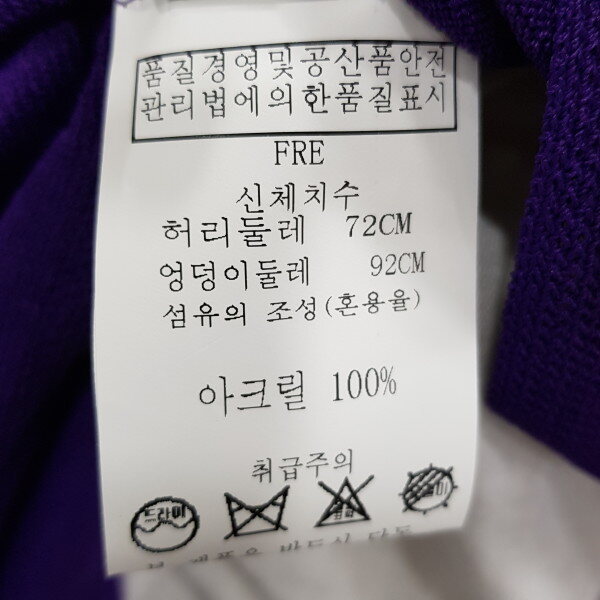 품질경영및공산품안전
관리법에의한품질표시
FRE
신체치수
허리둘레 72CM
엉덩이둘레 92CM
섬유의 조성(혼용율)
아크릴 100%
취급주의
드라이